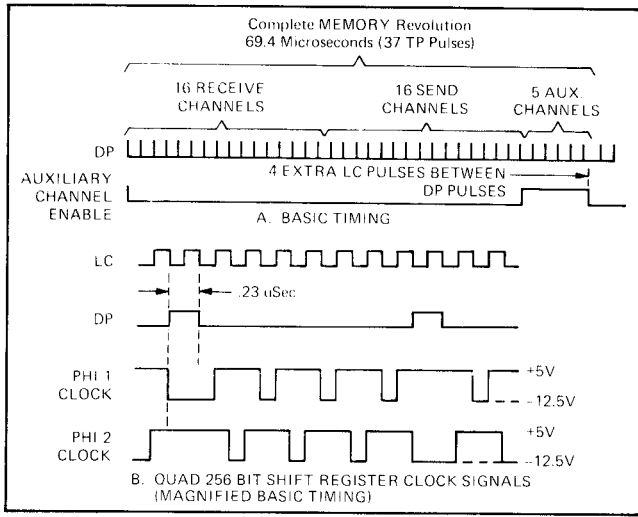 Complete MEMORY Revolution
69.4 Microseconds (37 TP Pulses)
16 RECEIVE
CHANNELS
16 SEND
CHANNELS
5 AUX.
CHANNELS
DP
4 EXTRA LC PULSES BETWEEN
DP PULSES
AUXILIARY
CHANNEL
ENABLE
A. BASIC TIMING
LC
.23 uSec
DP
PHI 1
CLOCK
+5V
-12.5V
PHI 2
CLOCK
+5V
-12.5V
B. QUAD 256 BIT SHIFT REGISTER CLOCK SIGNALS
(MAGNIFIED BASIC TIMING)